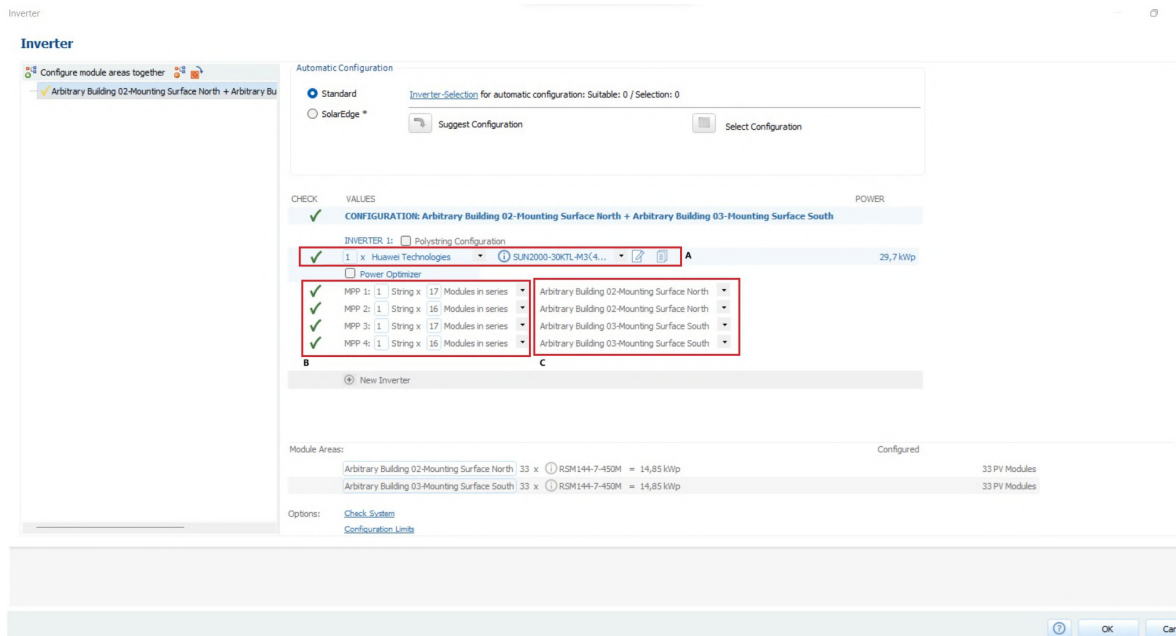 Inverter
Inverter
Configure module areas together
Arbitrary Building 02-Mounting Surface North + Arbitrary Bu
Automatic Configuration
Standard
Inverter-Selection for automatic configuration: Suitable: 0 / Selection: 0
SolarEdge *
Suggest Configuration
Select Configuration
CHECK VALUES POWER
CONFIGURATION: Arbitrary Building 02-Mounting Surface North + Arbitrary Building 03-Mounting Surface South
INVERTER 1: Polystring Configuration
1 x Huawei Technologies SUN2000-30KTL-M3(4... A 29,7 kWp
Power Optimizer
MPP 1: 1 String x 17 Modules in series Arbitrary Building 02-Mounting Surface North
MPP 2: 1 String x 16 Modules in series Arbitrary Building 02-Mounting Surface North
MPP 3: 1 String x 17 Modules in series Arbitrary Building 03-Mounting Surface South
MPP 4: 1 String x 16 Modules in series Arbitrary Building 03-Mounting Surface South
B C
New Inverter
Module Areas: Configured
Arbitrary Building 02-Mounting Surface North 33 x RSM144-7-450M = 14,85 kWp 33 PV Modules
Arbitrary Building 03-Mounting Surface South 33 x RSM144-7-450M = 14,85 kWp 33 PV Modules
Options: Check System
Configuration Limits
OK Can